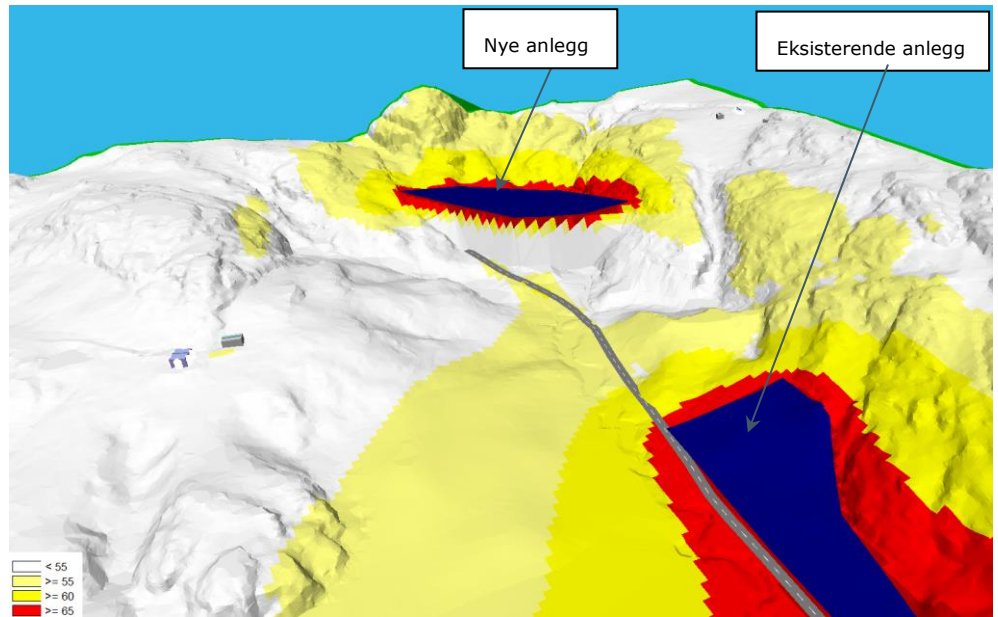 Nye anlegg
Eksisterende anlegg
< 55
>= 55
>= 60
>= 65